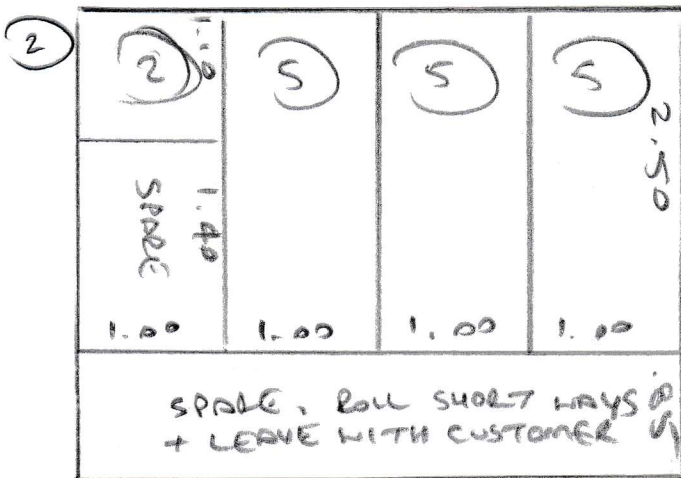 2
2 1.10 5 5 5
2.50
SPARE 1.40
1.00 1.00 1.00 1.00
SPARE, ROLL SHORT WAYS
+ LEAVE WITH CUSTOMER